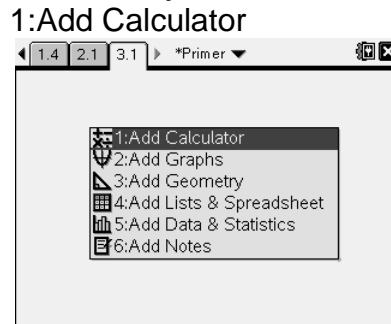 1:Add Calculator
1.4 2.1 3.1 *Primer
1:Add Calculator
2:Add Graphs
3:Add Geometry
4:Add Lists & Spreadsheet
5:Add Data & Statistics
6:Add Notes